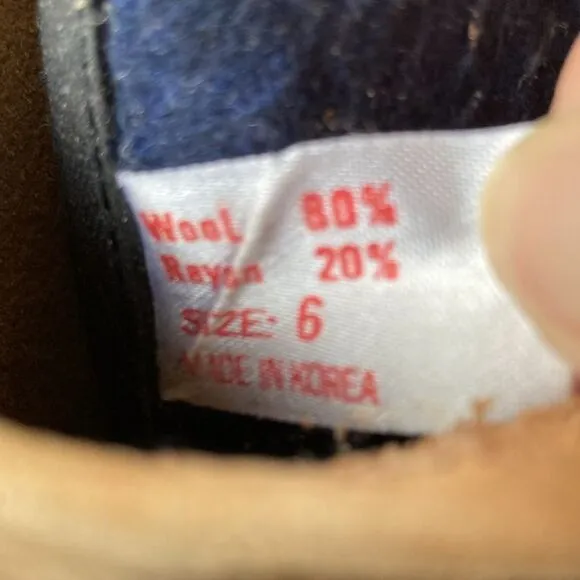 Wool 80%
Rayon 20%
SIZE: 6
MADE IN KOREA